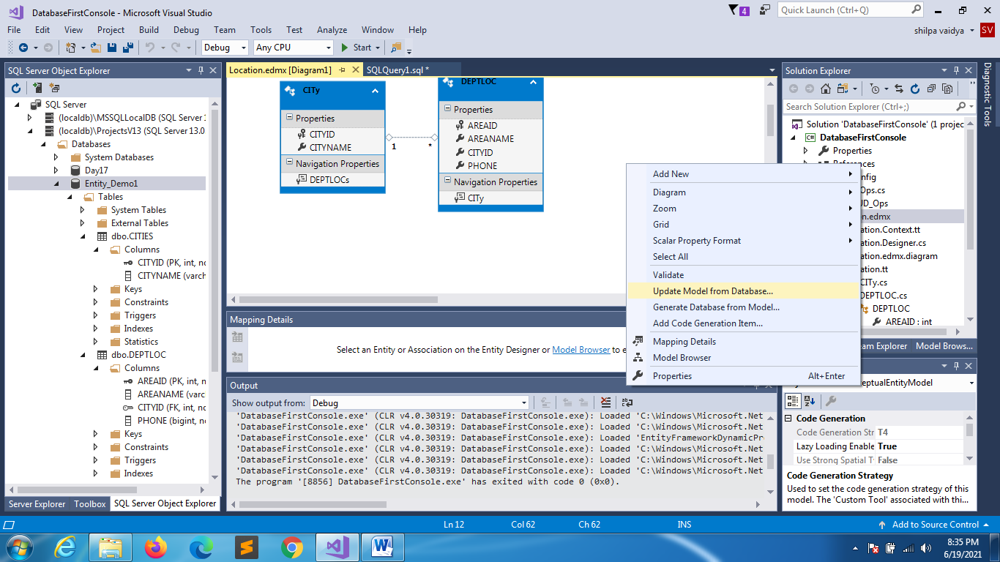 DatabaseFirstConsole - Microsoft Visual Studio
4
Quick Launch (Ctrl+Q)
File Edit View Project Build Debug Team Tools Test Analyze Window Help
shilpa vaidya
SV
Debug
Any CPU
Start
SQL Server Object Explorer
SQL Server
(localdb)\MSSQLLocalDB (SQL Server 1
(localdb)\ProjectsV13 (SQL Server 13.0
Databases
System Databases
Day17
Entity_Demo1
Tables
System Tables
External Tables
dbo.CITIES
Columns
CITYID (PK, int, no
CITYNAME (varch
Keys
Constraints
Triggers
Indexes
Statistics
dbo.DEPTLOC
Columns
AREAID (PK, int, n
AREANAME (varc
CITYID (FK, int, no
PHONE (bigint, nu
Keys
Constraints
Triggers
Indexes
Server Explorer
Toolbox
SQL Server Object Explorer
Location.edmx [Diagram1]
SQLQuery1.sql *
CITy
Properties
CITYID
CITYNAME
Navigation Properties
DEPTLOCs
1
*
DEPTLOC
Properties
AREAID
AREANAME
CITYID
PHONE
Navigation Properties
CITy
Add New
Diagram
Zoom
Grid
Scalar Property Format
Select All
Validate
Update Model from Database...
Generate Database from Model...
Add Code Generation Item...
Mapping Details
Model Browser
Properties Alt+Enter
Mapping Details
Select an Entity or Association on the Entity Designer or Model Browser to e
Output
Show output from: Debug
'DatabaseFirstConsole.exe' (CLR v4.0.30319: DatabaseFirstConsole.exe): Loaded 'C:\Windows\Microsoft.Net
'DatabaseFirstConsole.exe' (CLR v4.0.30319: DatabaseFirstConsole.exe): Loaded 'C:\Windows\Microsoft.Net
'DatabaseFirstConsole.exe' (CLR v4.0.30319: DatabaseFirstConsole.exe): Loaded 'EntityFrameworkDynamicPr
'DatabaseFirstConsole.exe' (CLR v4.0.30319: DatabaseFirstConsole.exe): Loaded 'C:\Windows\Microsoft.Net
'DatabaseFirstConsole.exe' (CLR v4.0.30319: DatabaseFirstConsole.exe): Loaded 'C:\Windows\Microsoft.Net
'DatabaseFirstConsole.exe' (CLR v4.0.30319: DatabaseFirstConsole.exe): Loaded 'C:\Windows\Microsoft.Net
The program '[8856] DatabaseFirstConsole.exe' has exited with code 0 (0x0).
Solution Explorer
Search Solution Explorer (Ctrl+;)
Solution 'DatabaseFirstConsole' (1 projec
DatabaseFirstConsole
Properties
References
nfig
Ops.cs
UD_Ops
on.edmx
ation.Context.tt
ation.Designer.cs
ation.edmx.diagram
ation.tt
CITy.cs
DEPTLOC.cs
DEPTLOC
AREAID : int
am Explorer
Model Brows...
Diagnostic Tools
ceptualEntityModel
Code Generation
Code Generation Str T4
Lazy Loading Enable True
Use Strong Spatial T False
Code Generation Strategy
Used to set the code generation strategy of this model. The 'Custom Tool' associated with thi...
Ln 12 Col 62 Ch 62 INS
Add to Source Control
8:35 PM
6/19/2021